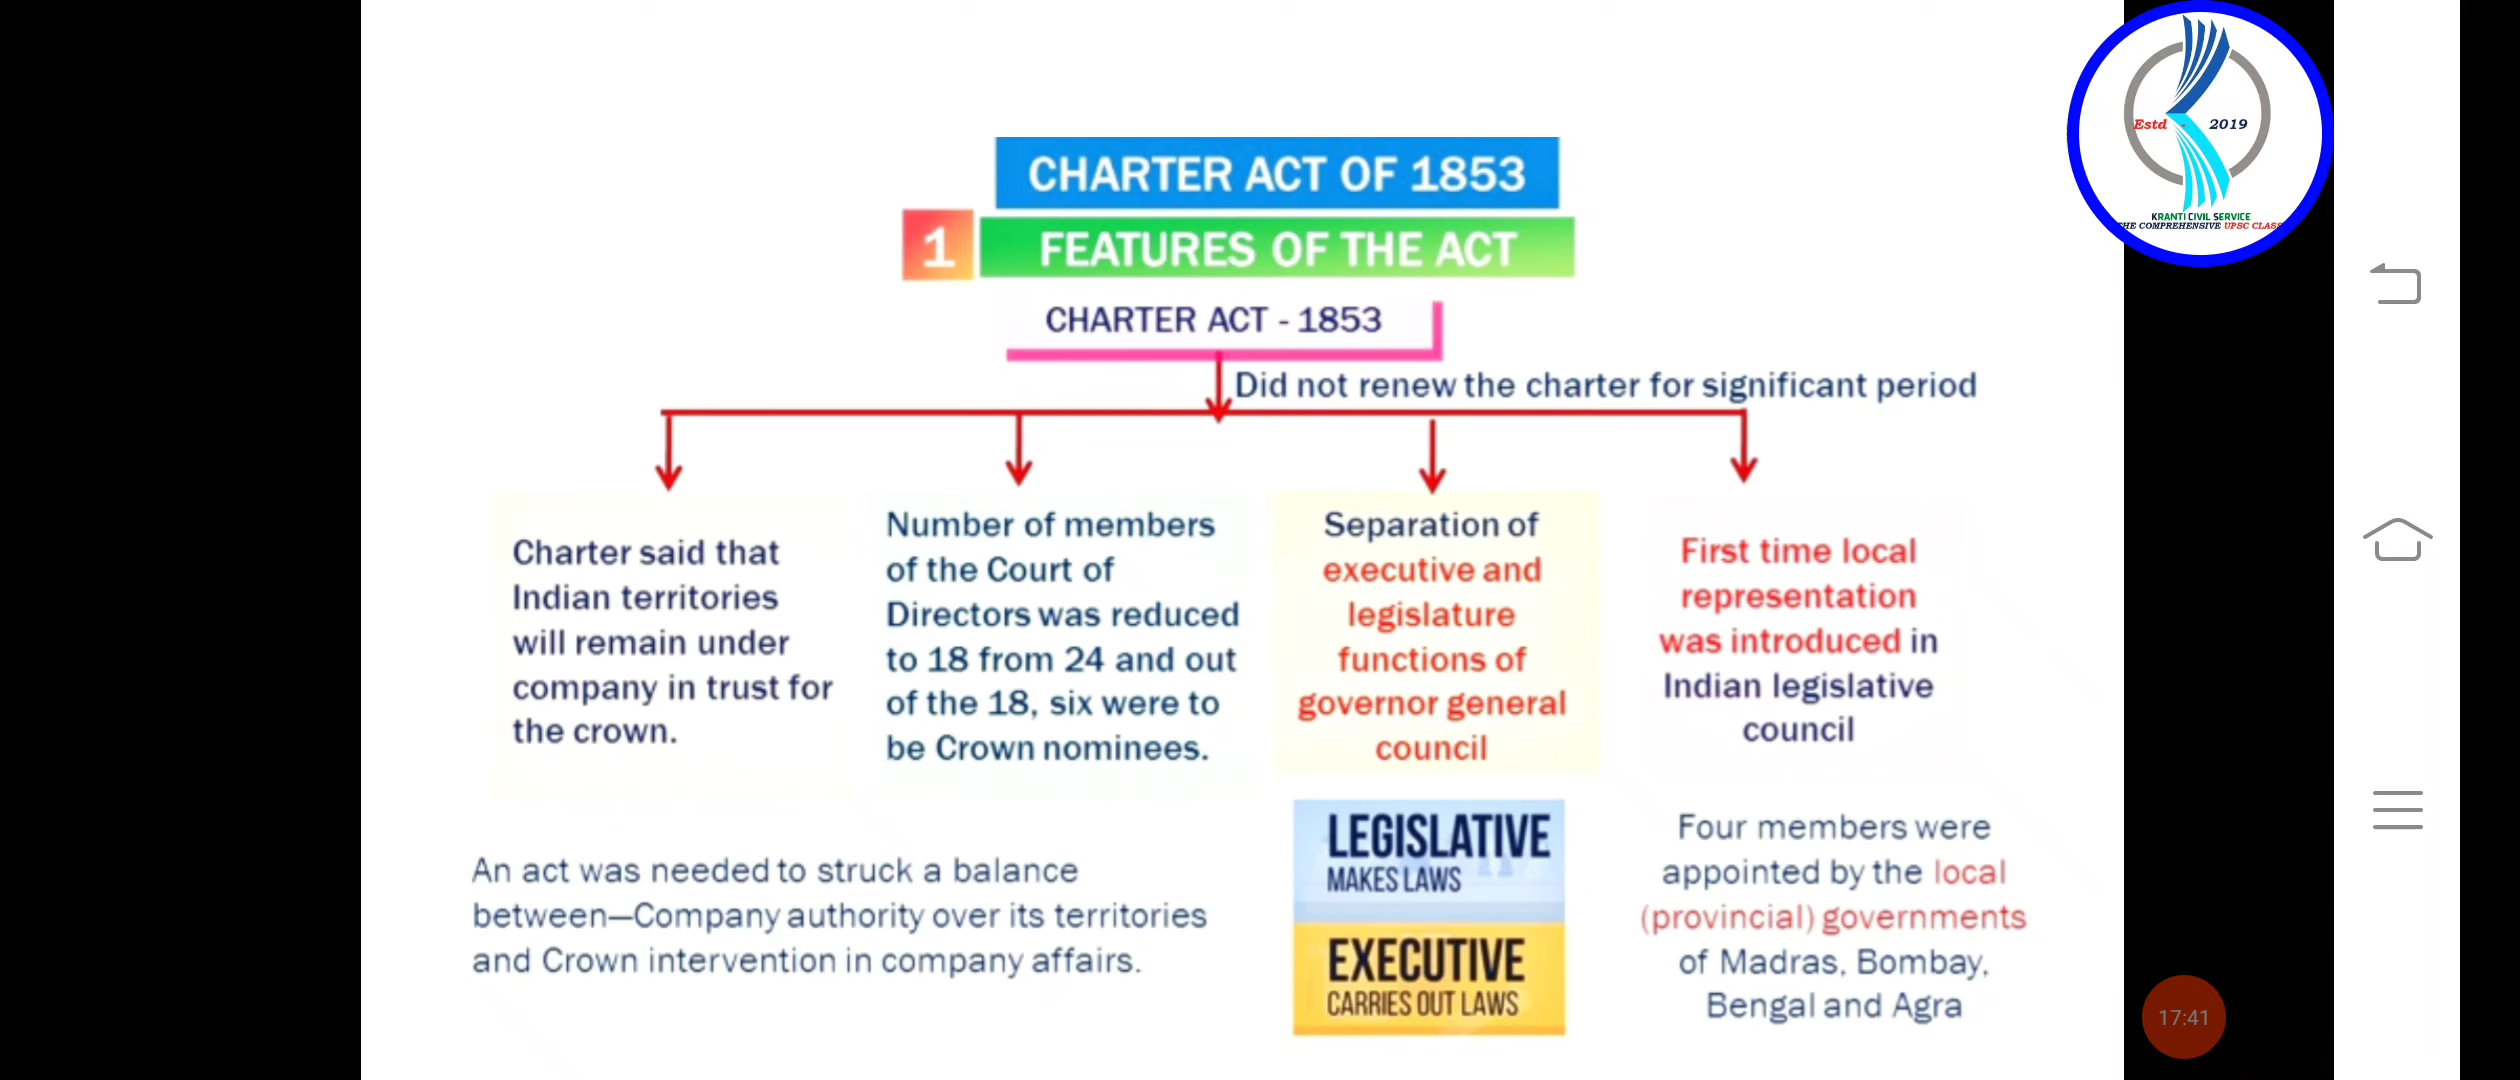 Estd - 2019
KRANTI CIVIL SERVICE
THE COMPREHENSIVE UPSC CLASS
CHARTER ACT OF 1853
1 FEATURES OF THE ACT
CHARTER ACT - 1853
Did not renew the charter for significant period
Charter said that
Indian territories
will remain under
company in trust for
the crown.
Number of members
of the Court of
Directors was reduced
to 18 from 24 and out
of the 18, six were to
be Crown nominees.
Separation of
executive and
legislature
functions of
governor general
council
First time local
representation
was introduced in
Indian legislative
council
An act was needed to struck a balance
between—Company authority over its territories
and Crown intervention in company affairs.
LEGISLATIVE
MAKES LAWS
EXECUTIVE
CARRIES OUT LAWS
Four members were
appointed by the local
(provincial) governments
of Madras, Bombay,
Bengal and Agra
17:41